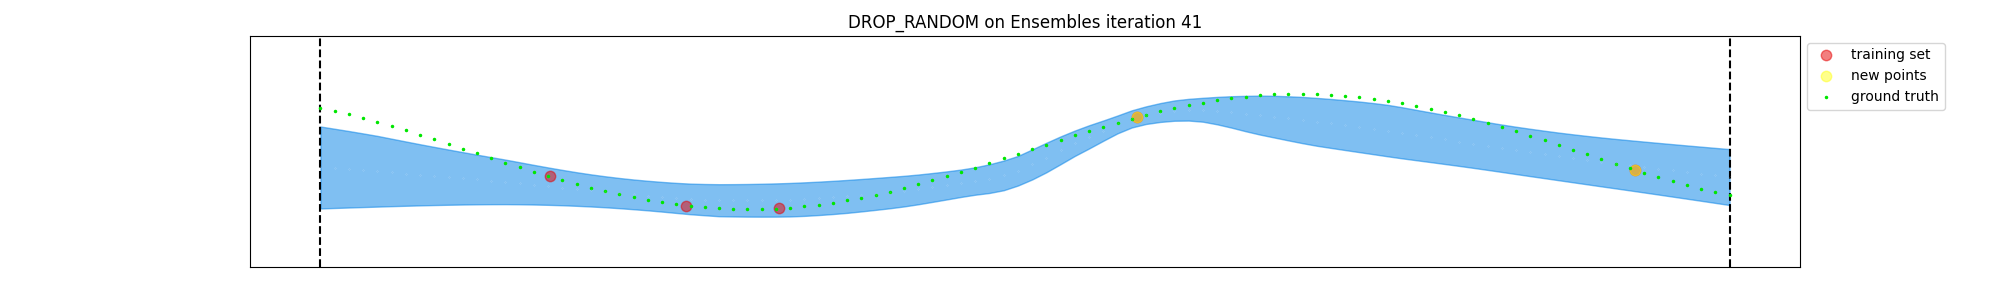 DROP_RANDOM on Ensembles iteration 41
training set
new points
ground truth